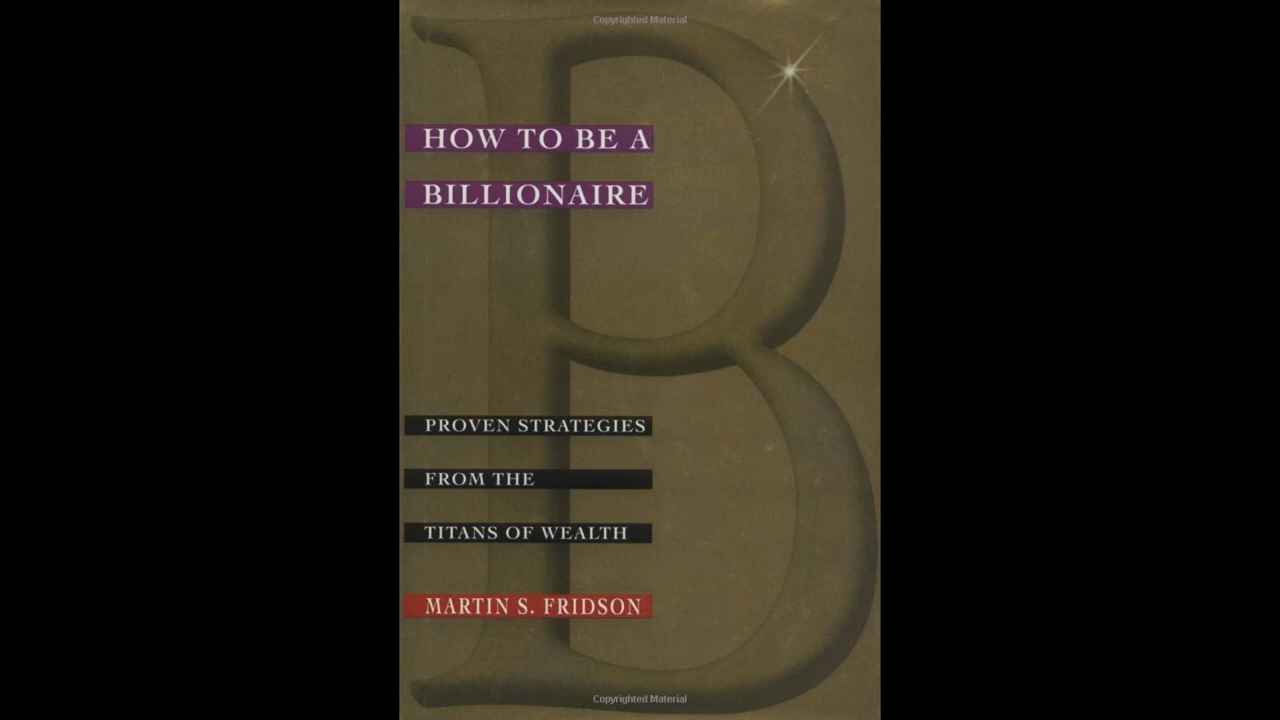 Copyrighted Material
HOW TO BE A
BILLIONAIRE
PROVEN STRATEGIES
FROM THE
TITANS OF WEALTH
MARTIN S. FRIDSON
Copyrighted Material